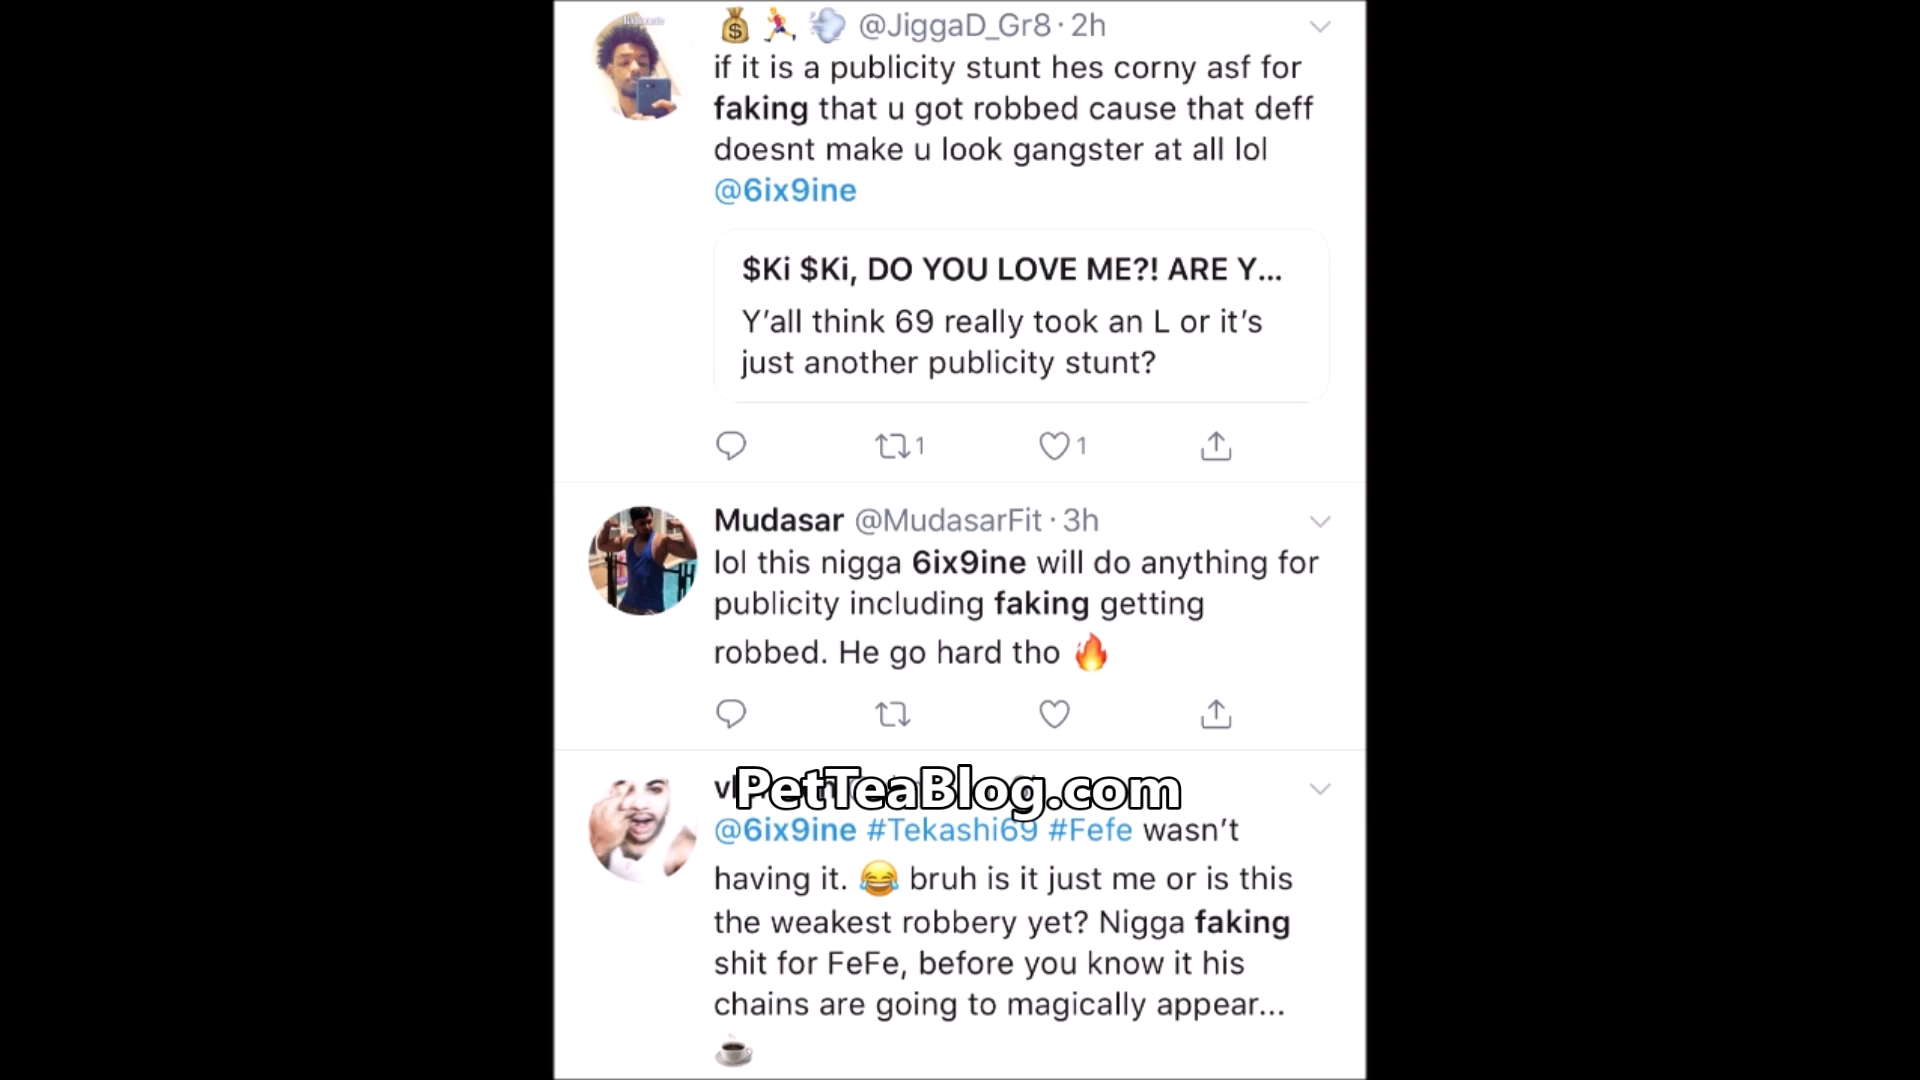 💰 🏃 💨 @JiggaD_Gr8 · 2h
if it is a publicity stunt hes corny asf for
faking that u got robbed cause that deff
doesnt make u look gangster at all lol
@6ix9ine
$Ki $Ki, DO YOU LOVE ME?! ARE Y...
Y’all think 69 really took an L or it’s
just another publicity stunt?
1 1
Mudasar @MudasarFit · 3h
lol this nigga 6ix9ine will do anything for
publicity including faking getting
robbed. He go hard tho 🔥
PetTeaBlog.com
@6ix9ine #Tekashi69 #Fefe wasn’t
having it. 😂 bruh is it just me or is this
the weakest robbery yet? Nigga faking
shit for FeFe, before you know it his
chains are going to magically appear...
☕